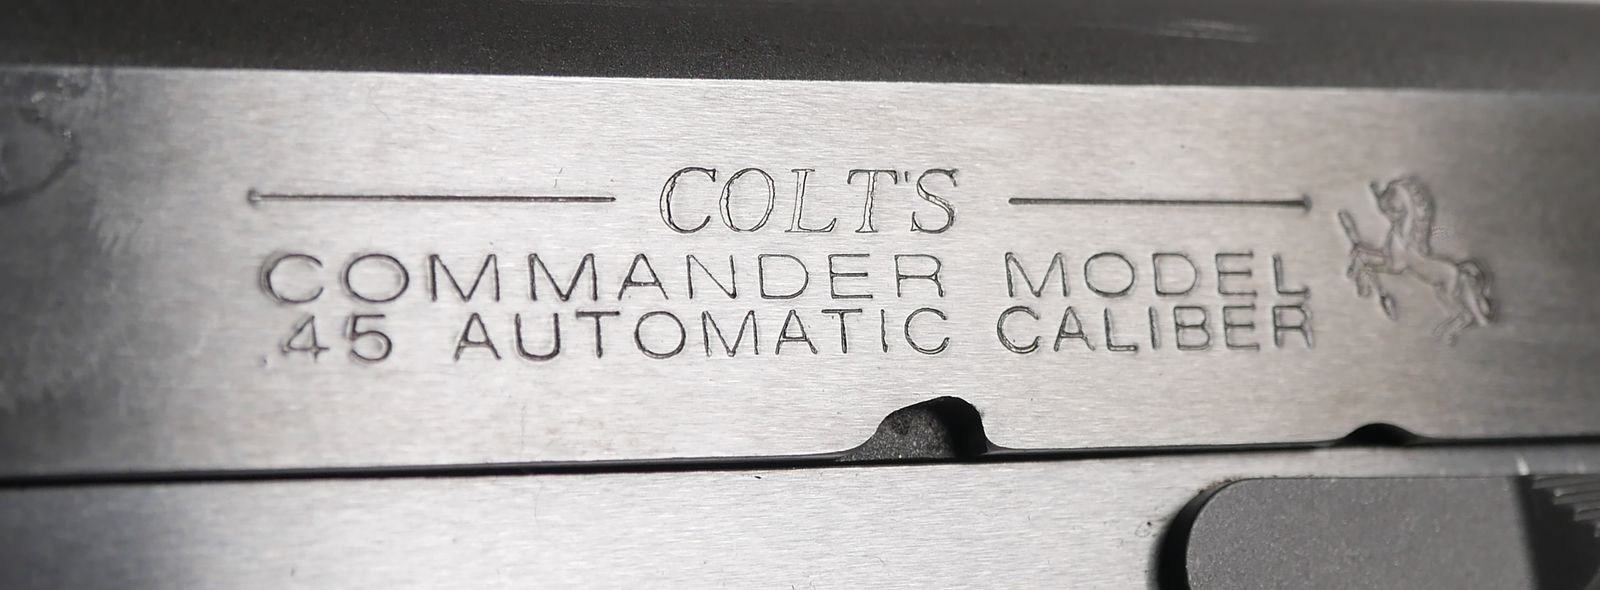 COLT'S
COMMANDER MODEL
.45 AUTOMATIC CALIBER